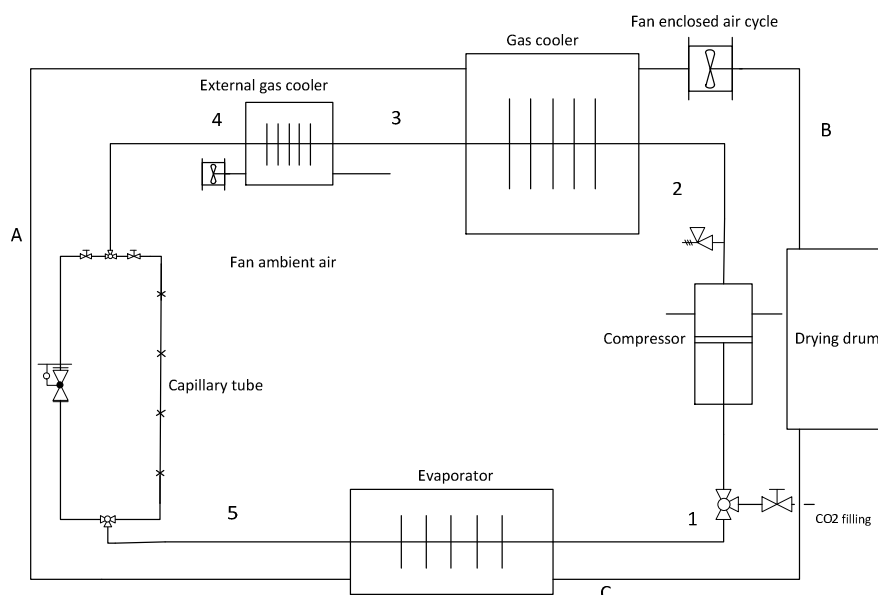 Fan enclosed air cycle
Gas cooler
External gas cooler
4
3
B
2
A
Fan ambient air
Compressor
Drying drum
Capillary tube
Evaporator
5
1
CO2 filling
C